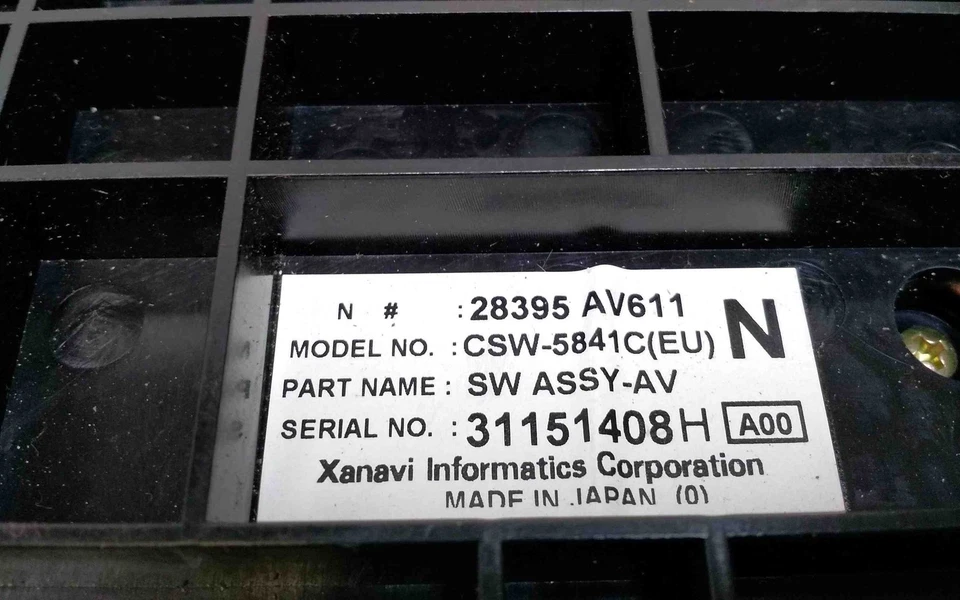 N # : 28395 AV611 N
MODEL NO. : CSW-5841C(EU)
PART NAME : SW ASSY-AV
SERIAL NO. : 31151408H A00
Xanavi Informatics Corporation
MADE IN JAPAN (0)